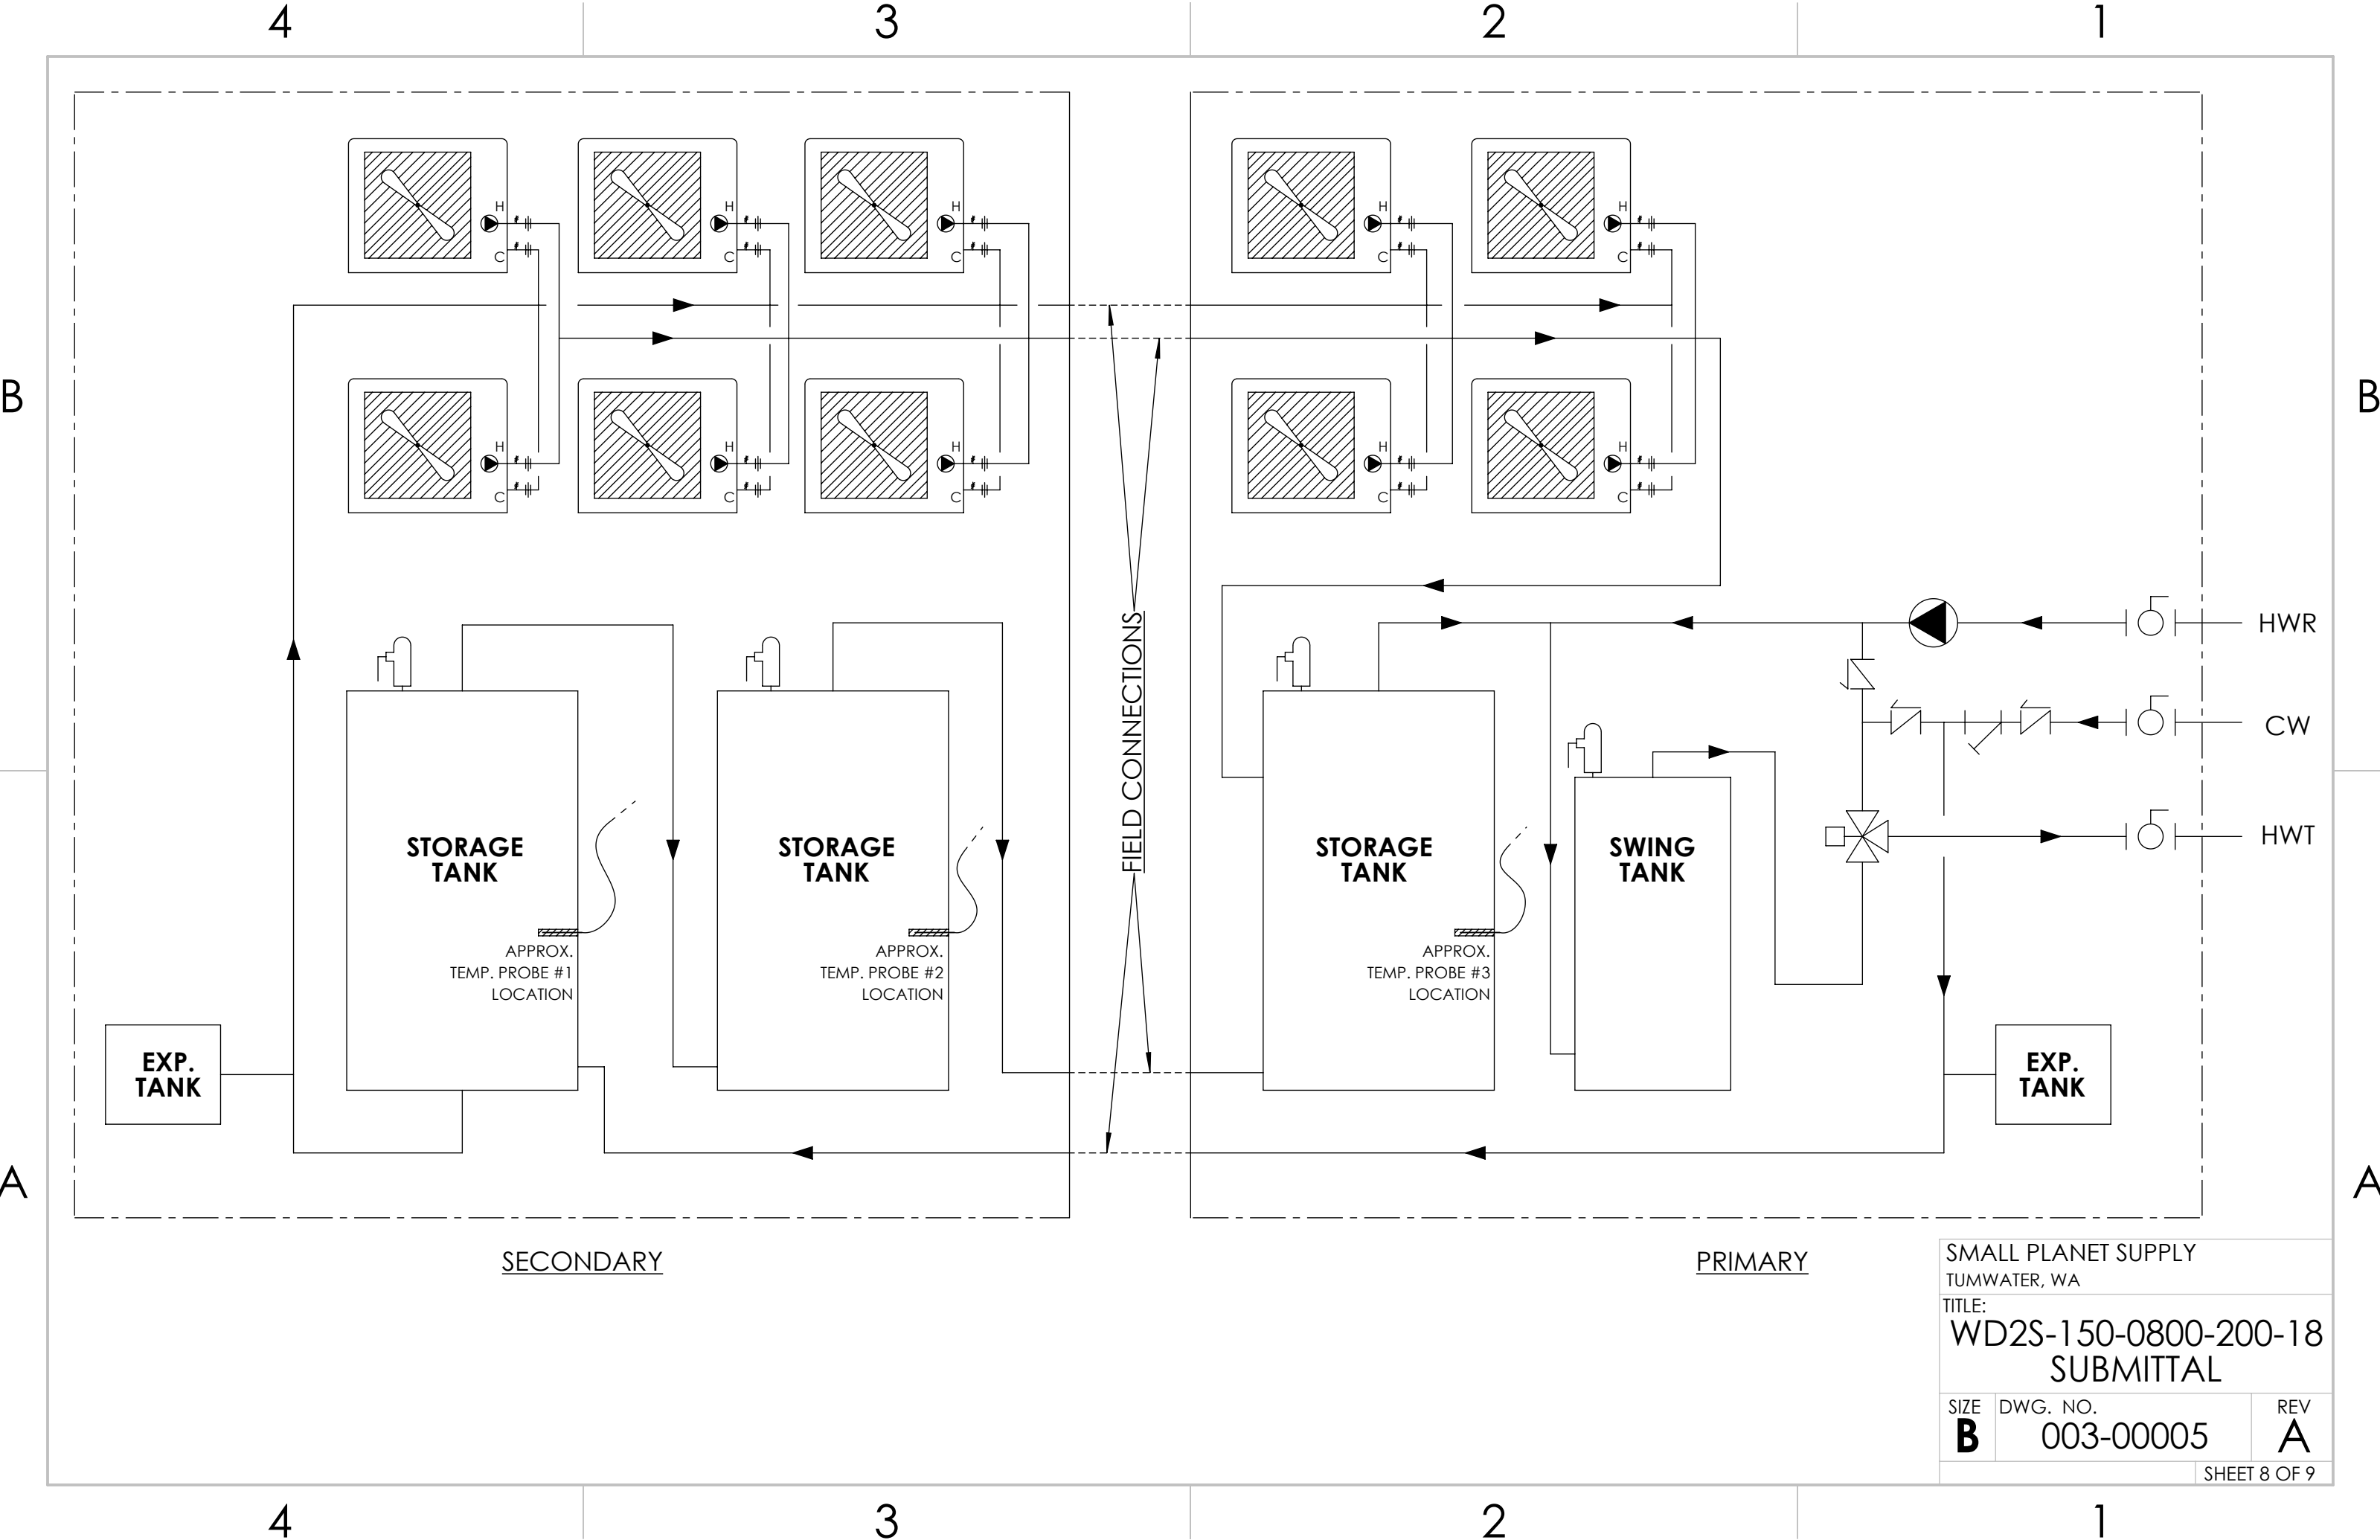 4
3
2
1
H
C
H
C
H
C
H
C
H
C
B
B
H
C
H
C
H
C
H
C
H
C
FIELD CONNECTIONS
HWR
CW
HWT
STORAGE
TANK
STORAGE
TANK
STORAGE
TANK
SWING
TANK
APPROX.
TEMP. PROBE #1
LOCATION
APPROX.
TEMP. PROBE #2
LOCATION
APPROX.
TEMP. PROBE #3
LOCATION
EXP.
TANK
EXP.
TANK
A
A
SECONDARY
PRIMARY
SMALL PLANET SUPPLY
TUMWATER, WA
TITLE:
WD2S-150-0800-200-18
SUBMITTAL
SIZE
B
DWG. NO.
003-00005
REV
A
SHEET 8 OF 9
4
3
2
1